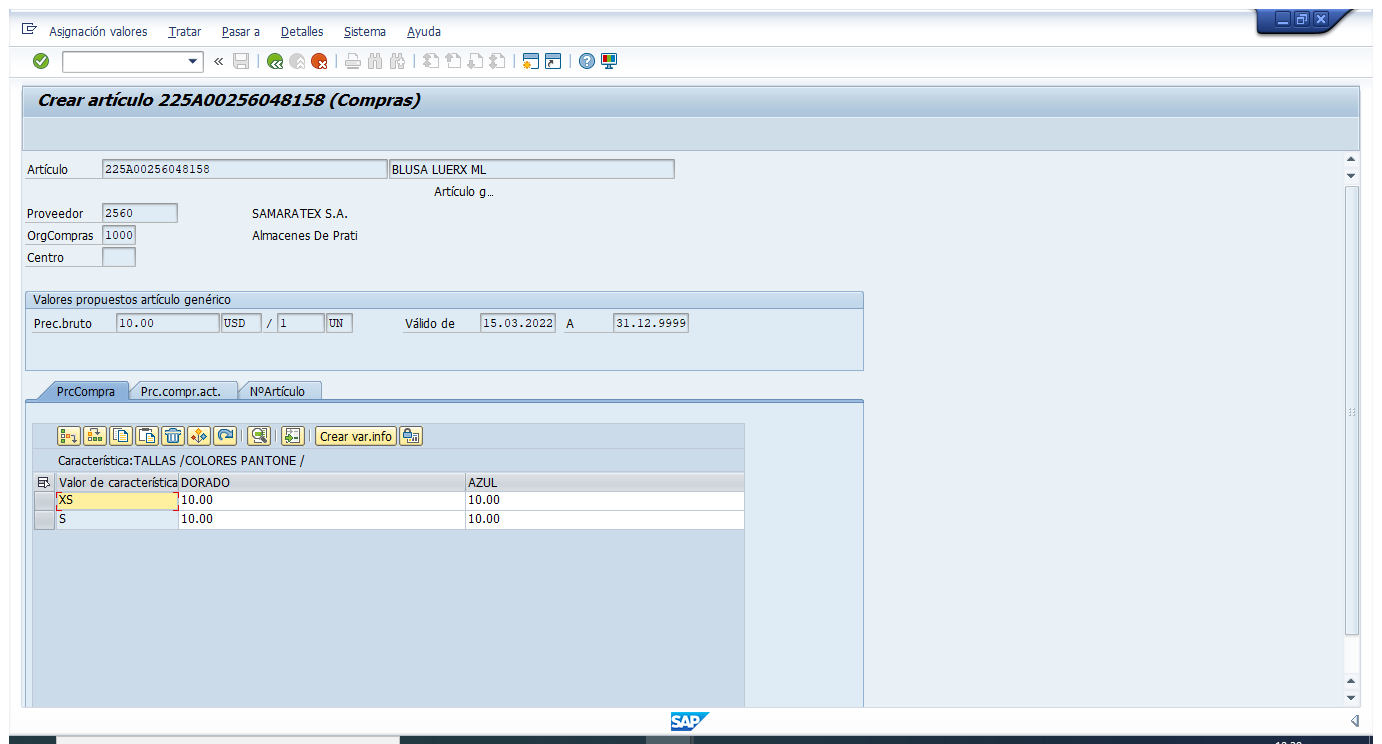 Asignación valores Tratar Pasar a Detalles Sistema Ayuda
Crear artículo 225A00256048158 (Compras)
Artículo 225A00256048158 BLUSA LUERX ML
Artículo g...
Proveedor 2560 SAMARATEX S.A.
OrgCompras 1000 Almacenes De Prati
Centro
Valores propuestos artículo genérico
Prec.bruto 10.00 USD / 1 UN Válido de 15.03.2022 A 31.12.9999
PrcCompra Prc.compr.act. NºArtículo
Crear var.info
Característica:TALLAS /COLORES PANTONE /
Valor de característica DORADO AZUL
XS 10.00 10.00
S 10.00 10.00
SAP